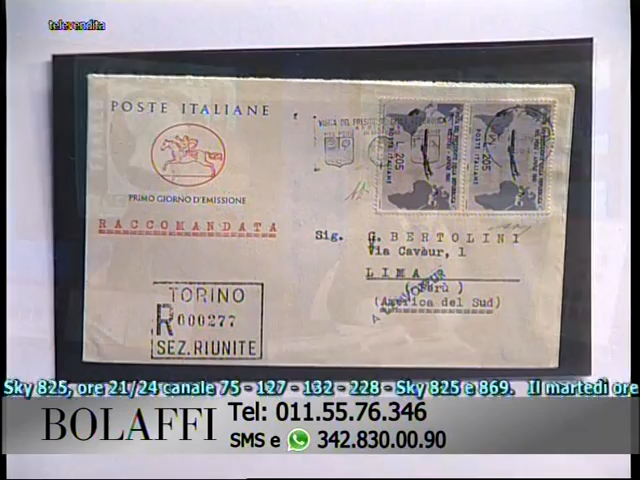 televendita
POSTE ITALIANE
PRIMO GIORNO D'EMISSIONE
RACCOMANDATA
L. 205
POSTE ITALIANE
L. 205
POSTE ITALIANE
Sig. G. BERTOLINI
Via Cavour, 1
LIMA
(Perù)
(America del Sud)
TORINO
R 000277
SEZ. RIUNITE
Sky 825, ore 21/24 canale 75 - 127 - 132 - 228 - Sky 825 e 869. Il martedì ore
BOLAFFI
Tel: 011.55.76.346
SMS e 342.830.00.90